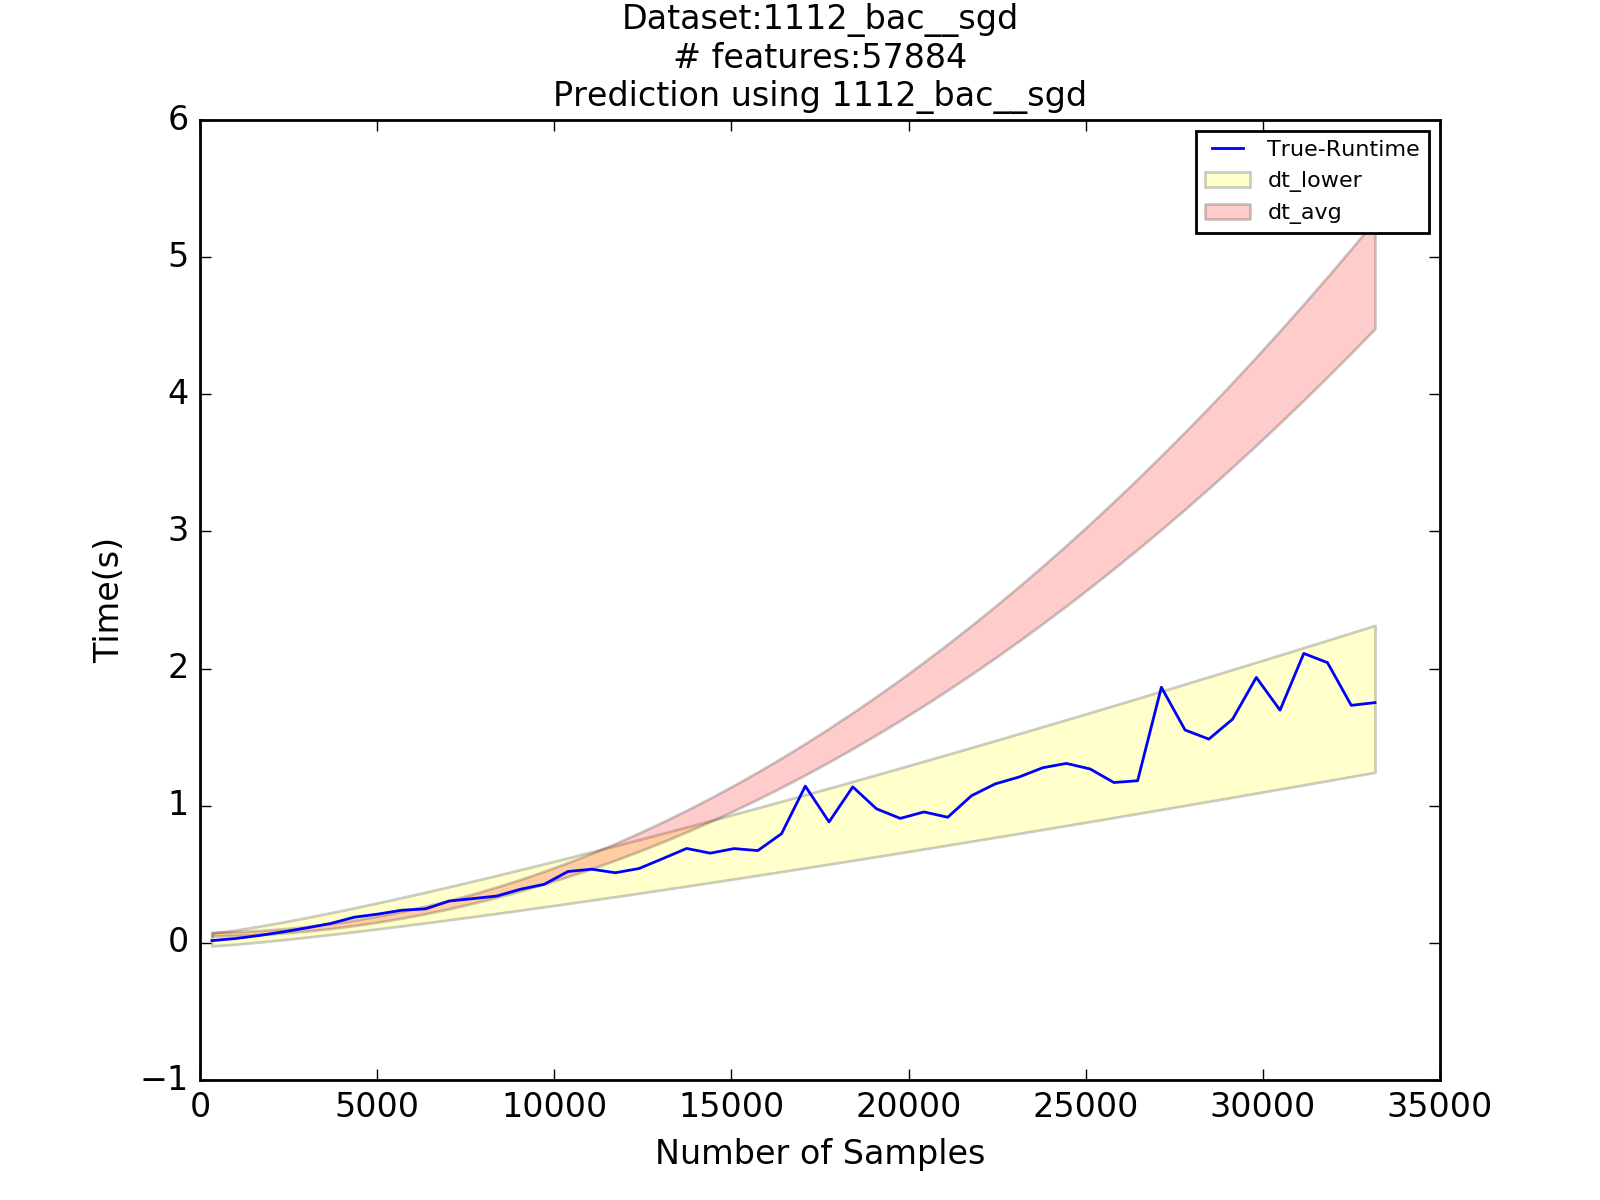 Dataset:1112_bac__sgd
# features:57884
Prediction using 1112_bac__sgd
6
5
4
3
2
1
0
−1
True-Runtime
dt_lower
dt_avg
Time(s)
0 5000 10000 15000 20000 25000 30000 35000
Number of Samples